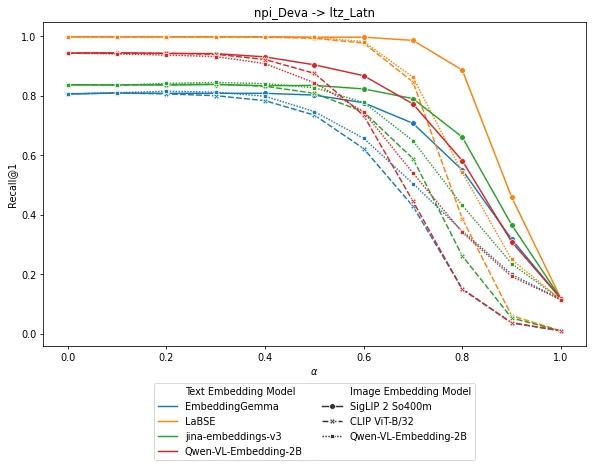 npi_Deva -> ltz_Latn
Recall@1
1.0
0.8
0.6
0.4
0.2
0.0
0.0 0.2 0.4 0.6 0.8 1.0
α
Text Embedding Model
EmbeddingGemma
LaBSE
jina-embeddings-v3
Qwen-VL-Embedding-2B
Image Embedding Model
SigLIP 2 So400m
CLIP ViT-B/32
Qwen-VL-Embedding-2B